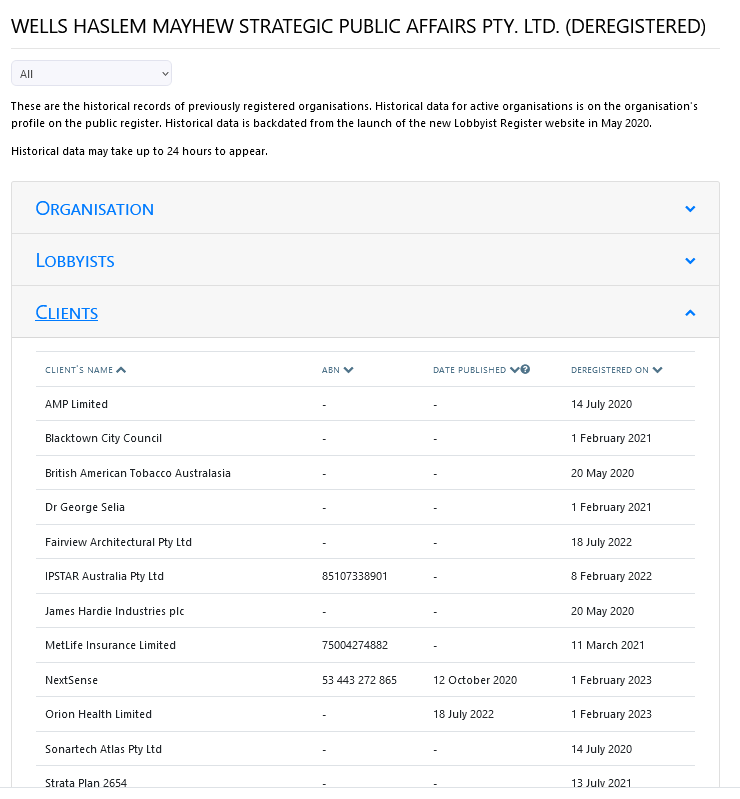 WELLS HASLEM MAYHEW STRATEGIC PUBLIC AFFAIRS PTY. LTD. (DEREGISTERED)
All
These are the historical records of previously registered organisations. Historical data for active organisations is on the organisation's
profile on the public register. Historical data is backdated from the launch of the new Lobbyist Register website in May 2020.
Historical data may take up to 24 hours to appear.
ORGANISATION
LOBBYISTS
CLIENTS
CLIENT'S NAME ABN DATE PUBLISHED DEREGISTERED ON
AMP Limited - - 14 July 2020
Blacktown City Council - - 1 February 2021
British American Tobacco Australasia - - 20 May 2020
Dr George Selia - - 1 February 2021
Fairview Architectural Pty Ltd - - 18 July 2022
IPSTAR Australia Pty Ltd 85107338901 - 8 February 2022
James Hardie Industries plc - - 20 May 2020
MetLife Insurance Limited 75004274882 - 11 March 2021
NextSense 53 443 272 865 12 October 2020 1 February 2023
Orion Health Limited - 18 July 2022 1 February 2023
Sonartech Atlas Pty Ltd - - 14 July 2020
Strata Plan 2654 - - 13 July 2021